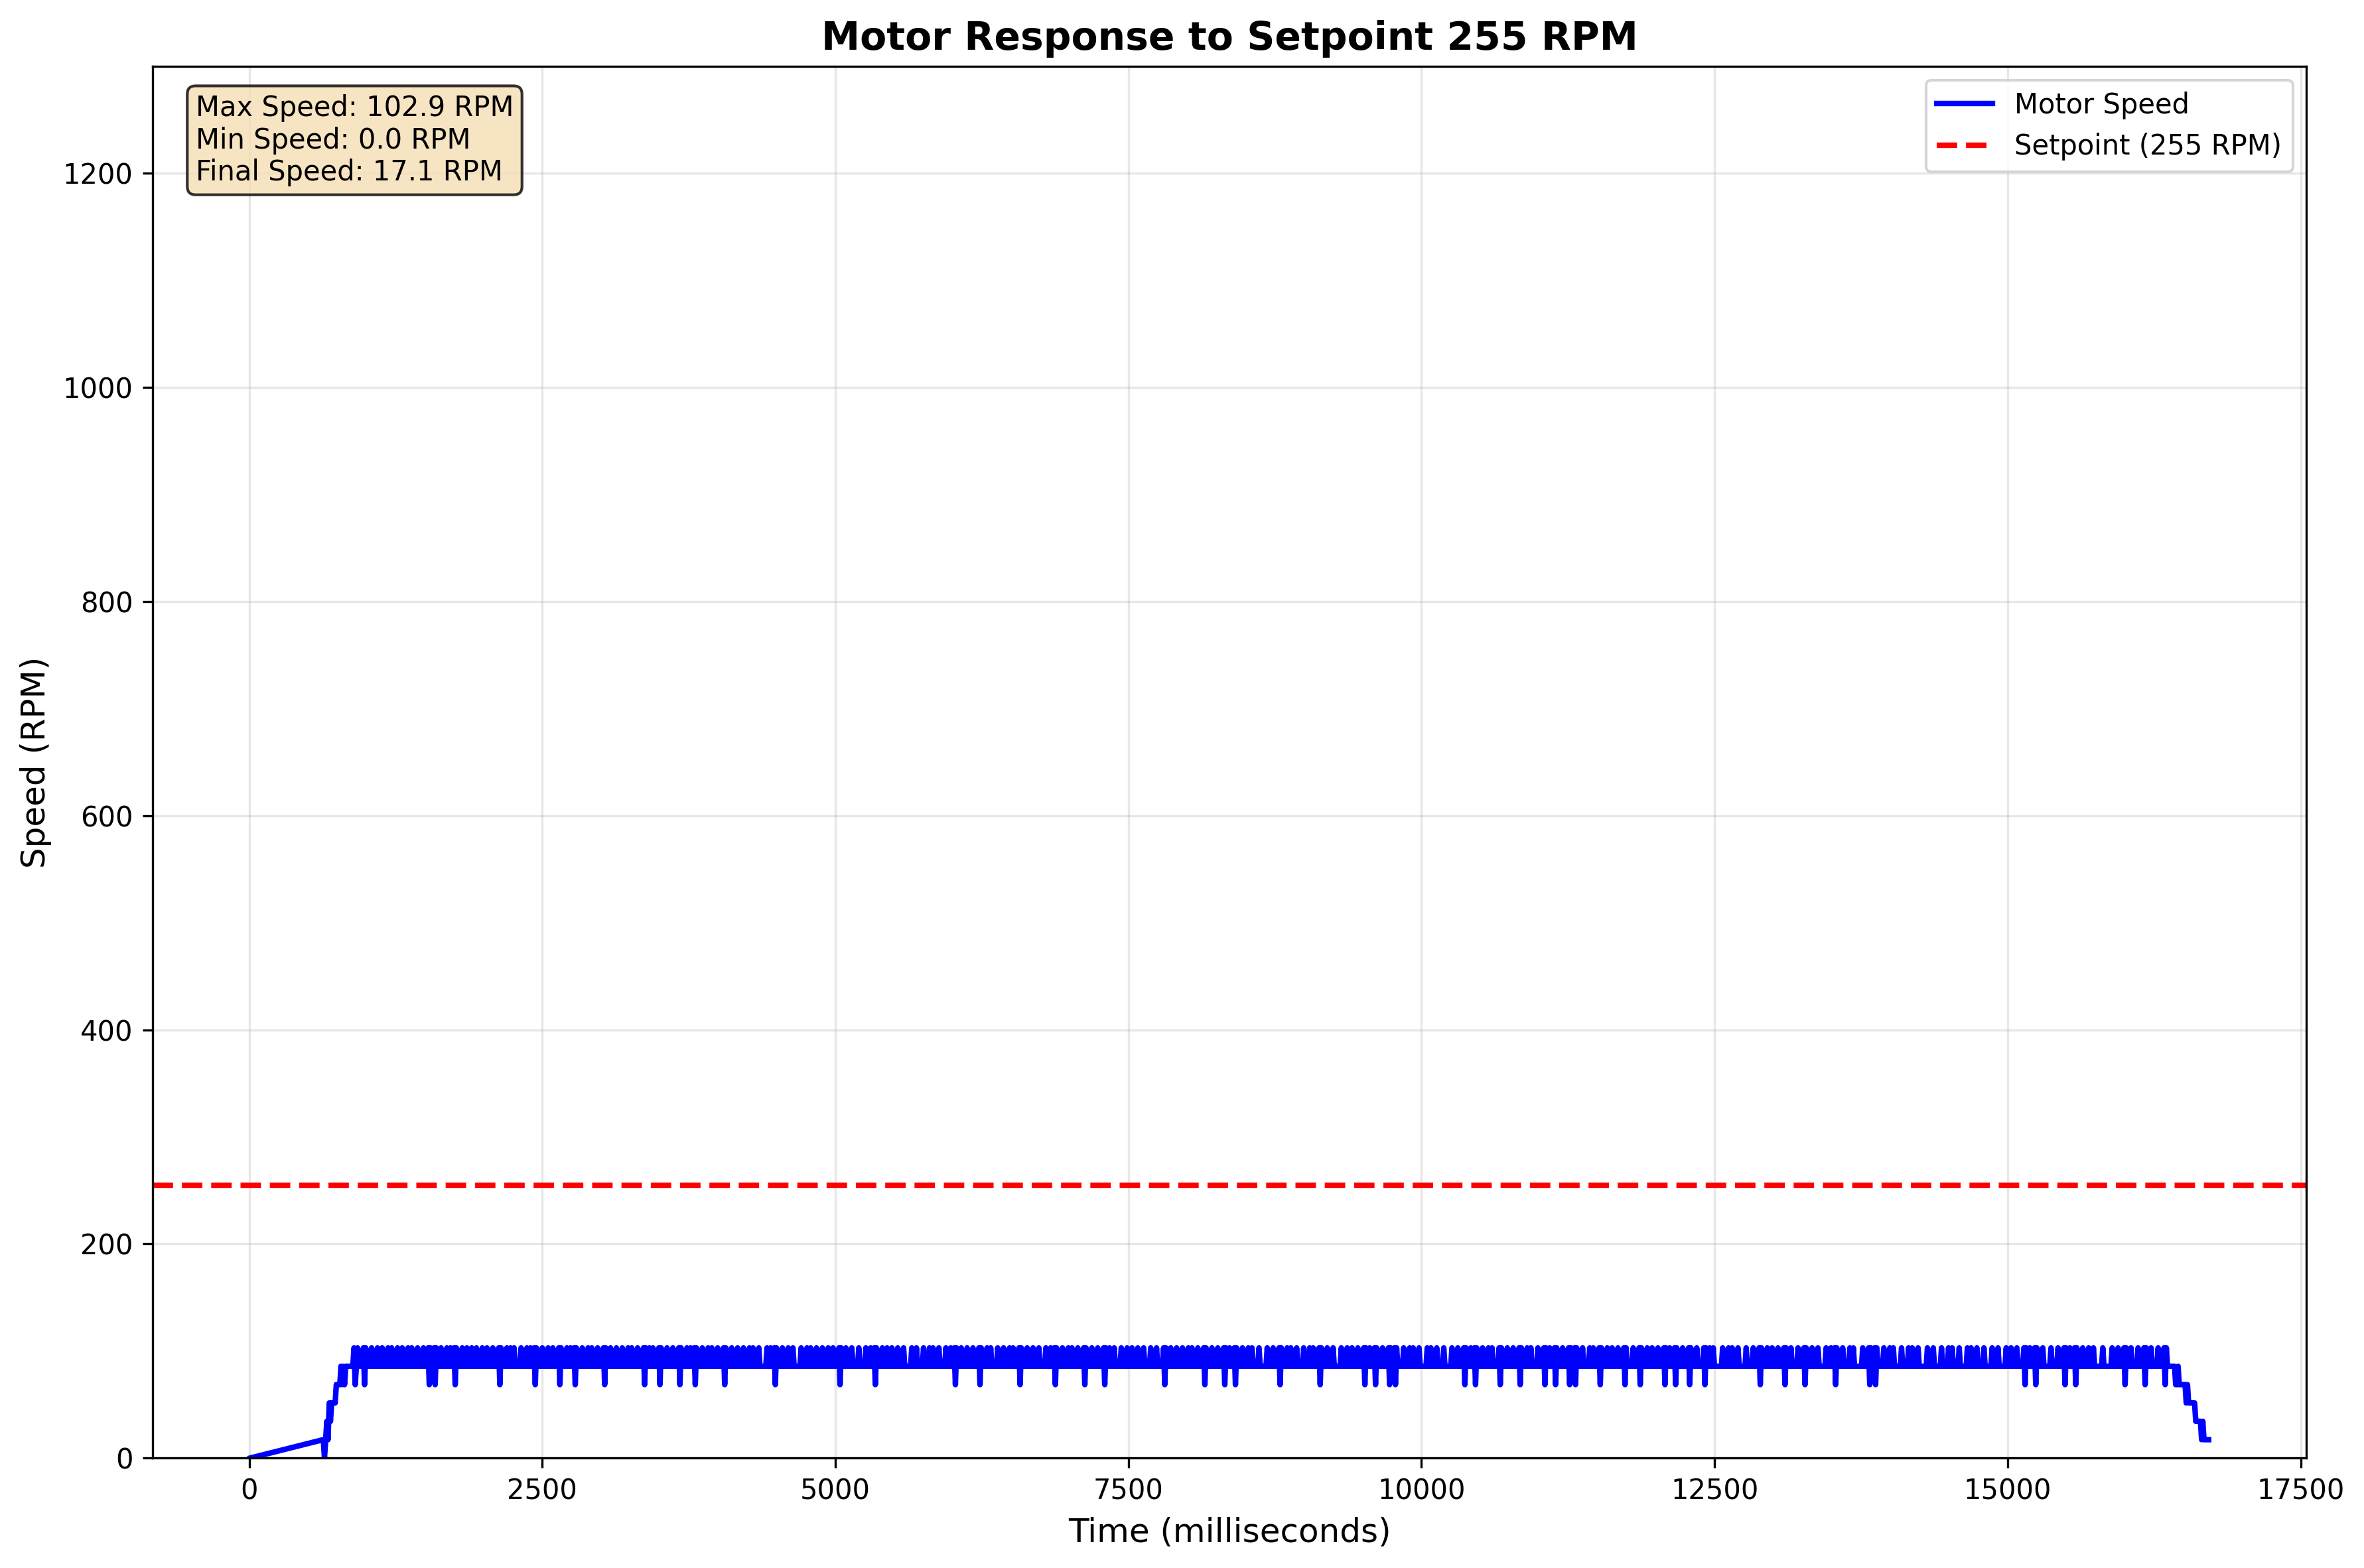 Motor Response to Setpoint 255 RPM
Max Speed: 102.9 RPM
Min Speed: 0.0 RPM
Final Speed: 17.1 RPM
Motor Speed
Setpoint (255 RPM)
1200
1000
800
600
400
200
0
Speed (RPM)
0 2500 5000 7500 10000 12500 15000 17500
Time (milliseconds)